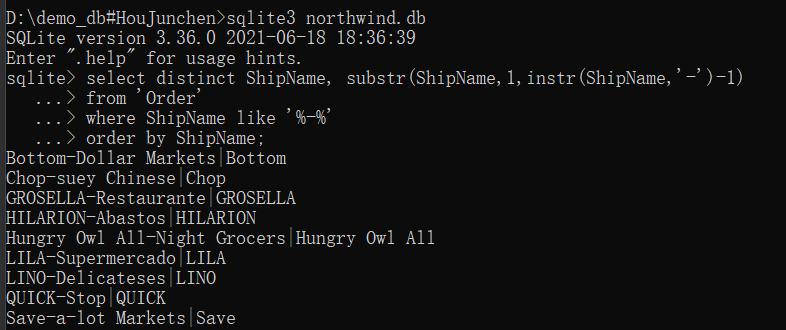 D:\demo_db#HouJunchen>sqlite3 northwind.db
SQLite version 3.36.0 2021-06-18 18:36:39
Enter ".help" for usage hints.
sqlite> select distinct ShipName, substr(ShipName,1,instr(ShipName,'-')-1)
...> from 'Order'
...> where ShipName like '%-%'
...> order by ShipName;
Bottom-Dollar Markets|Bottom
Chop-suey Chinese|Chop
GROSELLA-Restaurante|GROSELLA
HILARION-Abastos|HILARION
Hungry Owl All-Night Grocers|Hungry Owl All
LILA-Supermercado|LILA
LINO-Delicateses|LINO
QUICK-Stop|QUICK
Save-a-lot Markets|Save